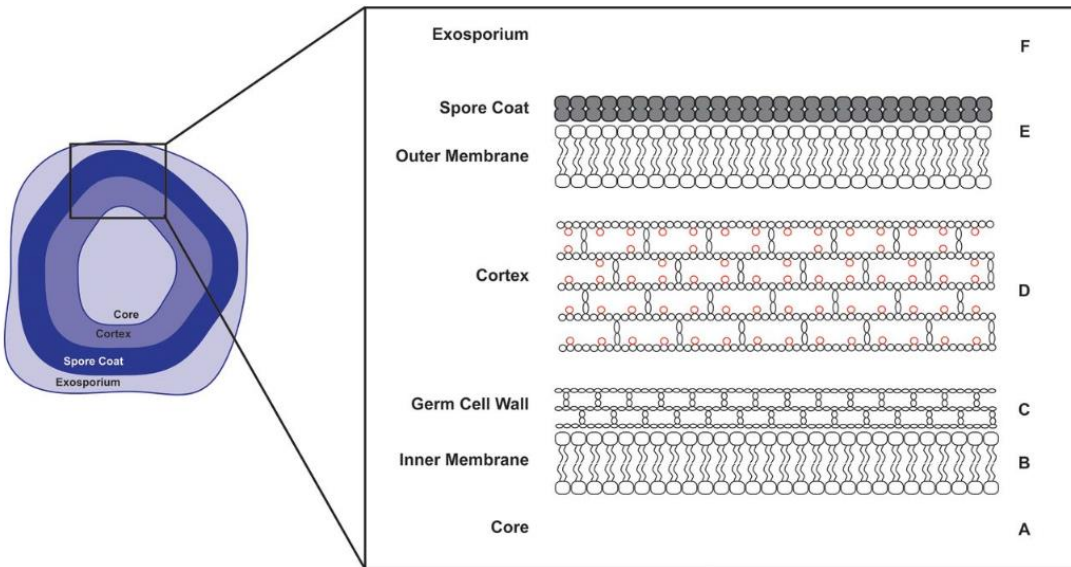 Exosporium F
Spore Coat
E
Outer Membrane
Cortex D
Germ Cell Wall C
Inner Membrane B
Core A
Core
Cortex
Spore Coat
Exosporium